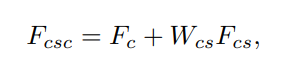 F_{csc} = F_c + W_{cs}F_{cs},